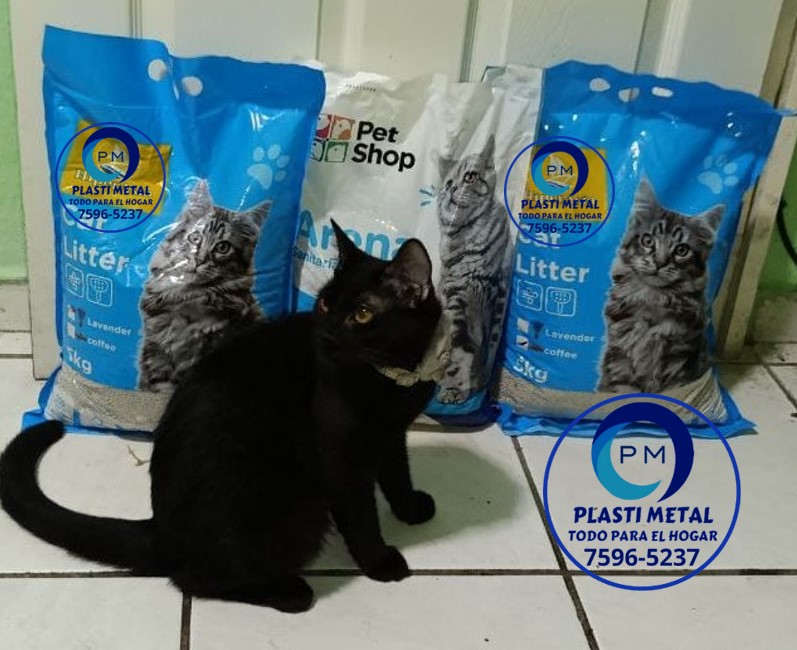 PM
PLASTI METAL
TODO PARA EL HOGAR
7596-5237
Litter
Lavender
coffee
5kg
Pet
Shop
Arena
Sanitaria
PM
PLASTI METAL
TODO PARA EL HOGAR
7596-5237
Cat
Litter
Lavender
coffee
5kg
PM
PLASTI METAL
TODO PARA EL HOGAR
7596-5237